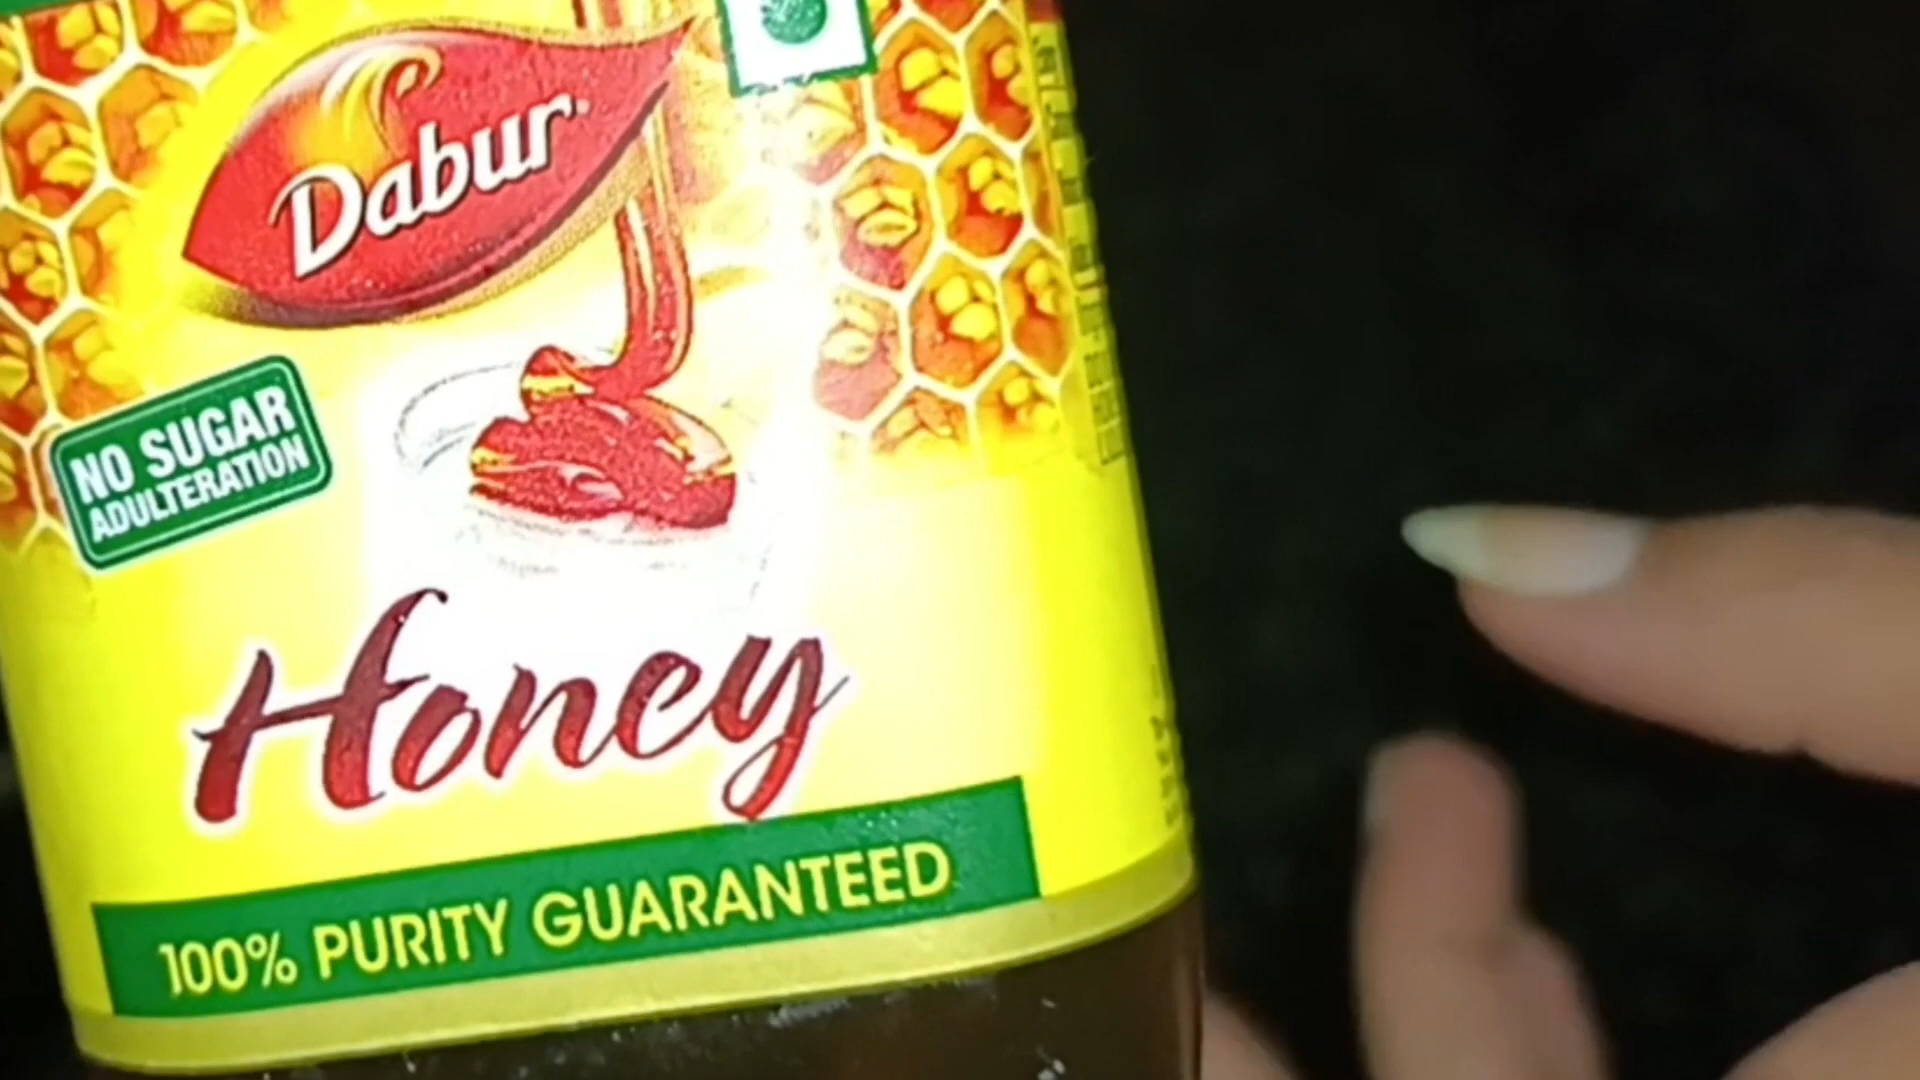 Dabur
NO SUGAR
ADULTERATION
Honey
100% PURITY GUARANTEED